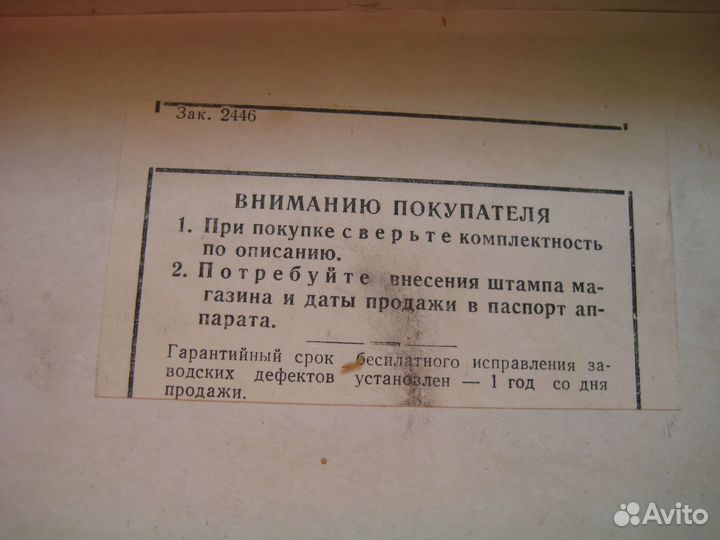 Зак. 2446
ВНИМАНИЮ ПОКУПАТЕЛЯ
1. При покупке сверьте комплектность
по описанию.
2. Потребуйте внесения штампа ма-
газина и даты продажи в паспорт ап-
парата.
Гарантийный срок бесплатного исправления за-
водских дефектов установлен — 1 год со дня
продажи.
Avito